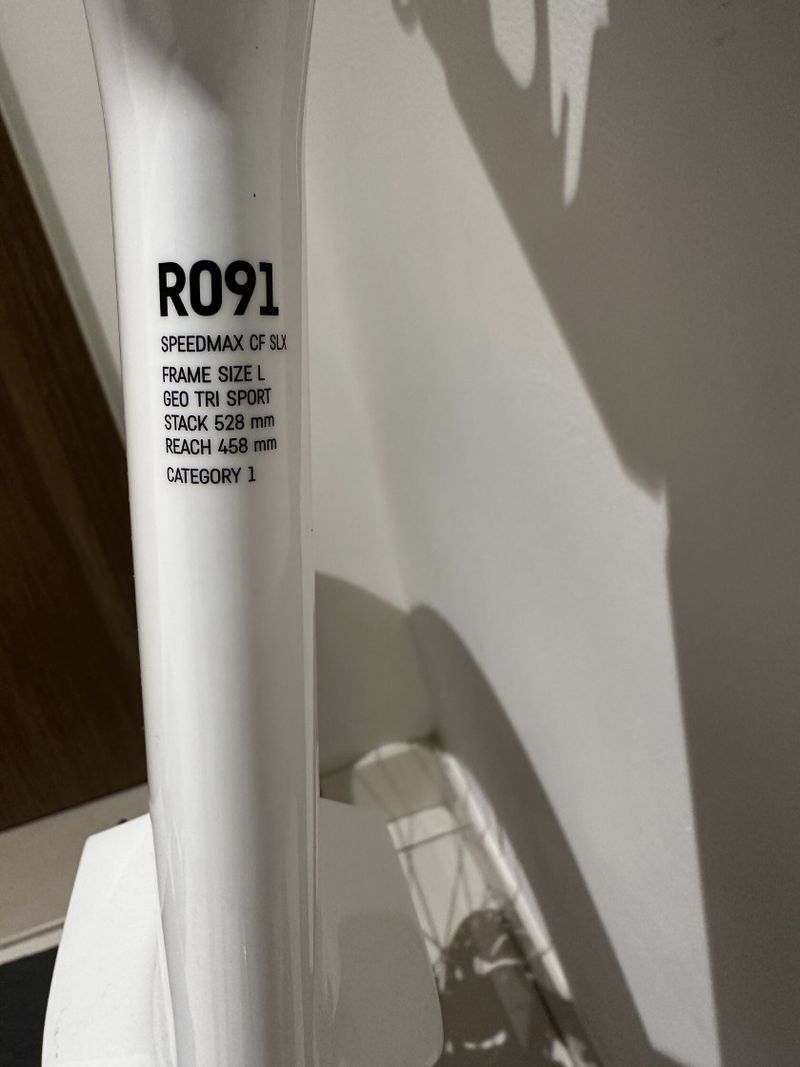 R091
SPEEDMAX CF SLX
FRAME SIZE L
GEO TRI SPORT
STACK 528 mm
REACH 458 mm
CATEGORY 1